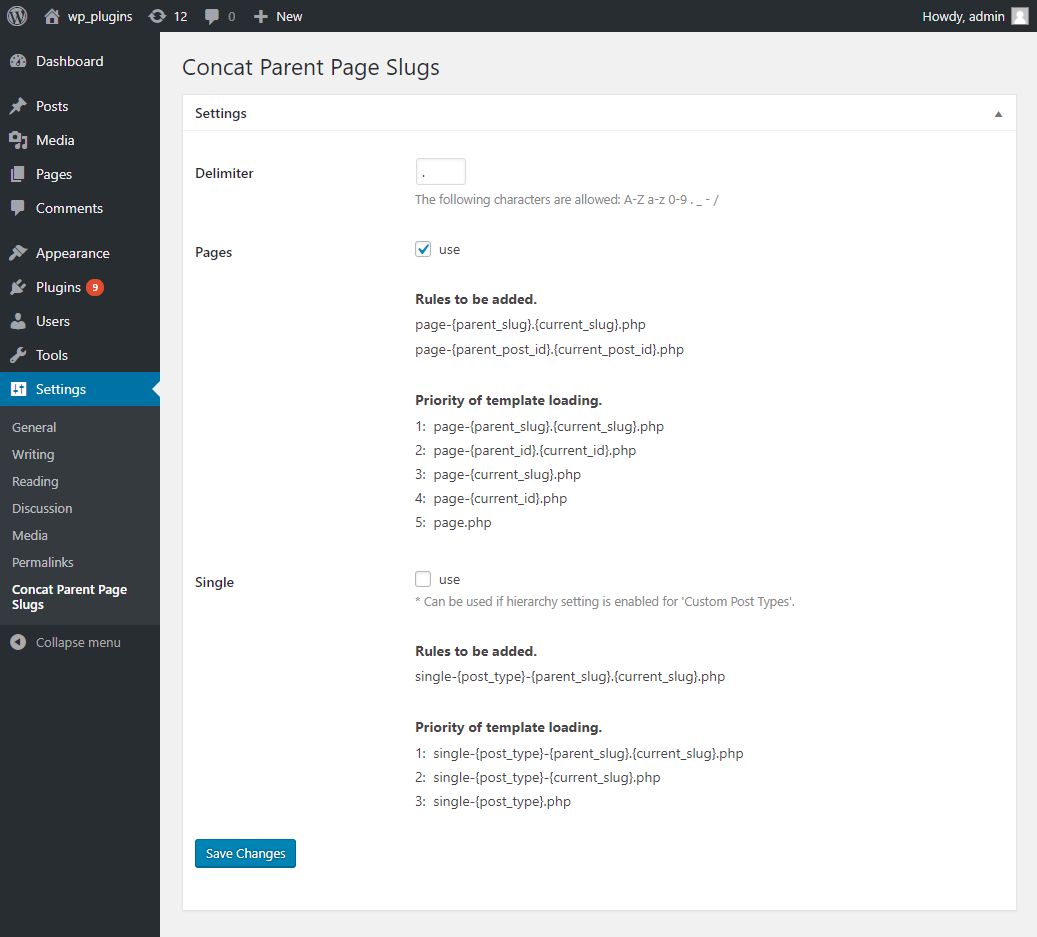 wp_plugins 12 0 New Howdy, admin
Dashboard
Posts
Media
Pages
Comments
Appearance
Plugins 9
Users
Tools
Settings
General
Writing
Reading
Discussion
Media
Permalinks
Concat Parent Page
Slugs
Collapse menu
Concat Parent Page Slugs
Settings
Delimiter .
The following characters are allowed: A-Z a-z 0-9 . _ - /
Pages use
Rules to be added.
page-{parent_slug}.{current_slug}.php
page-{parent_post_id}.{current_post_id}.php
Priority of template loading.
1: page-{parent_slug}.{current_slug}.php
2: page-{parent_id}.{current_id}.php
3: page-{current_slug}.php
4: page-{current_id}.php
5: page.php
Single use
* Can be used if hierarchy setting is enabled for 'Custom Post Types'.
Rules to be added.
single-{post_type}-{parent_slug}.{current_slug}.php
Priority of template loading.
1: single-{post_type}-{parent_slug}.{current_slug}.php
2: single-{post_type}-{current_slug}.php
3: single-{post_type}.php
Save Changes